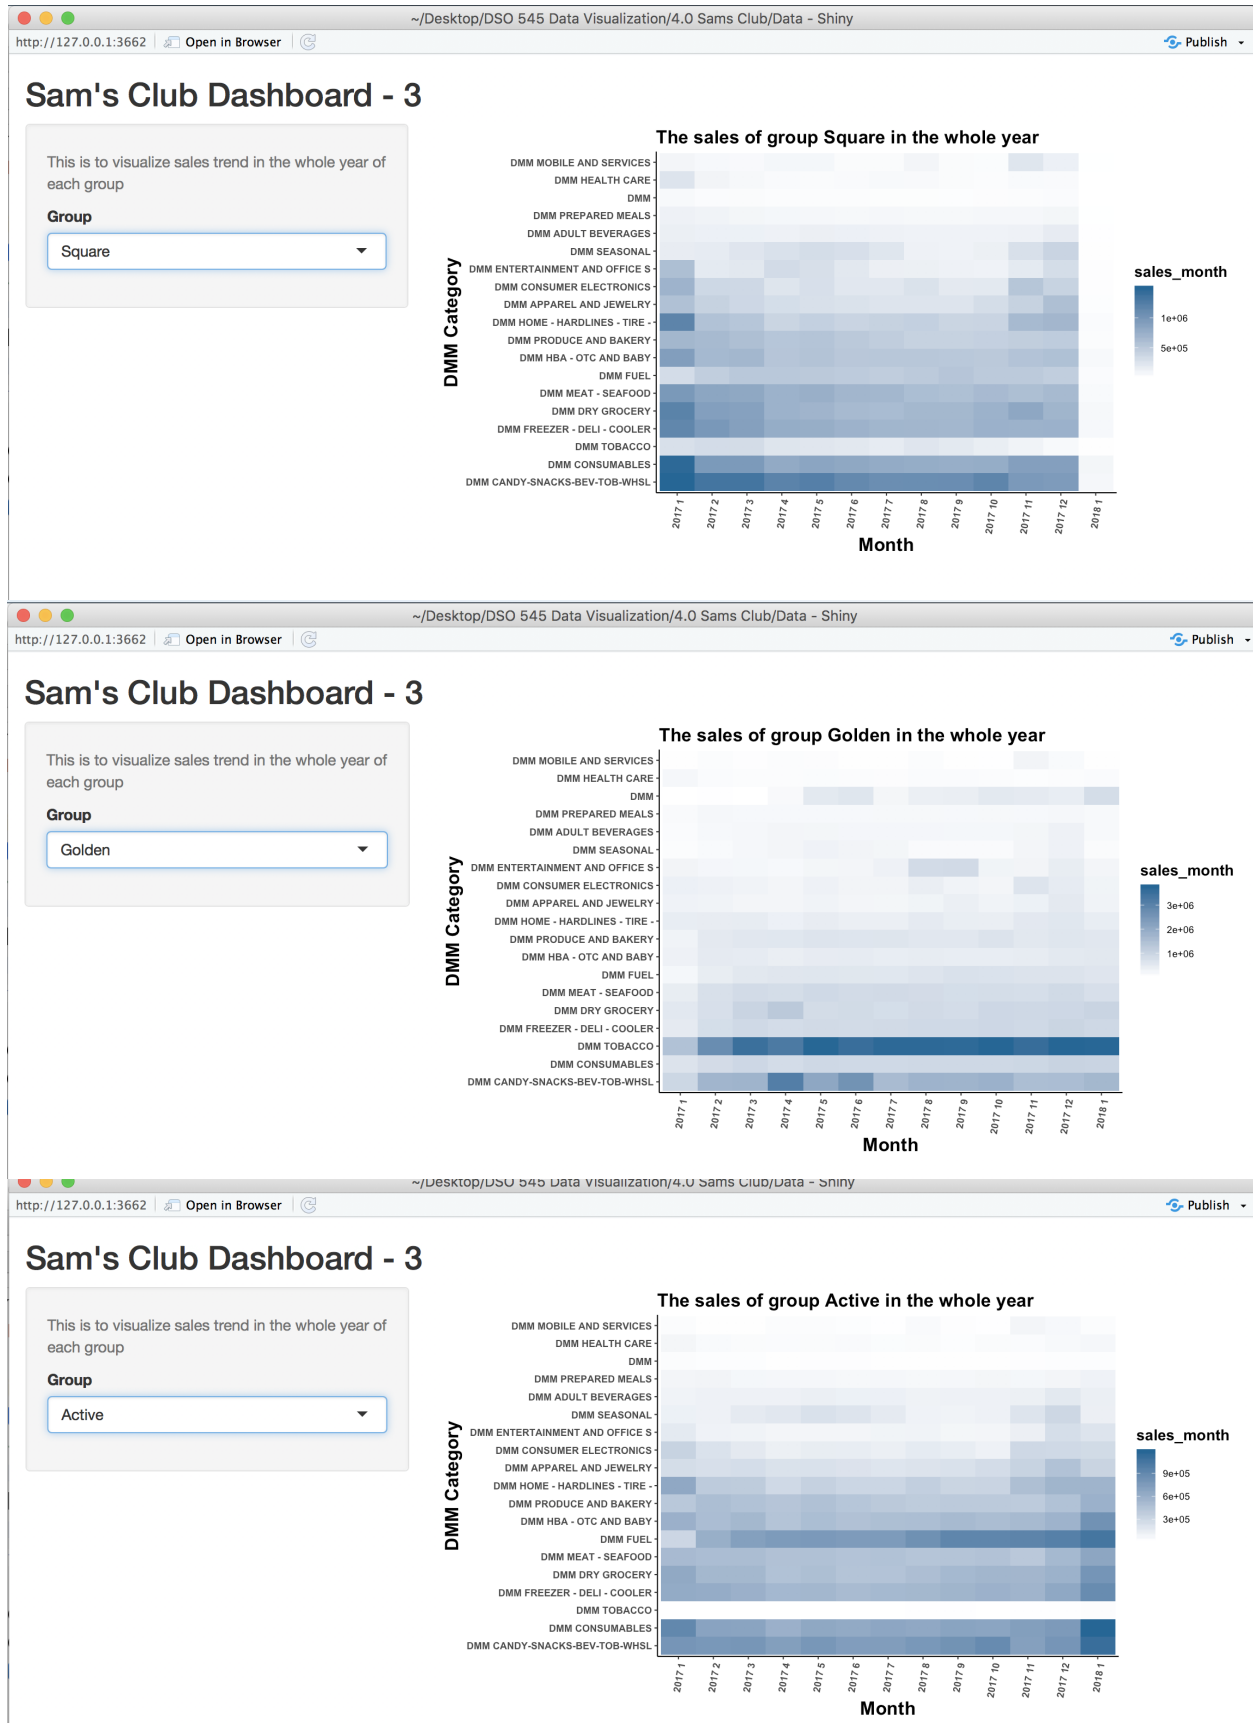 ~/Desktop/DSO 545 Data Visualization/4.0 Sams Club/Data - Shiny
http://127.0.0.1:3662 Open in Browser Publish
Sam's Club Dashboard - 3
This is to visualize sales trend in the whole year of
each group
Group
Square
The sales of group Square in the whole year
DMM Category
DMM MOBILE AND SERVICES
DMM HEALTH CARE
DMM
DMM PREPARED MEALS
DMM ADULT BEVERAGES
DMM SEASONAL
DMM ENTERTAINMENT AND OFFICE S
DMM CONSUMER ELECTRONICS
DMM APPAREL AND JEWELRY
DMM HOME - HARDLINES - TIRE -
DMM PRODUCE AND BAKERY
DMM HBA - OTC AND BABY
DMM FUEL
DMM MEAT - SEAFOOD
DMM DRY GROCERY
DMM FREEZER - DELI - COOLER
DMM TOBACCO
DMM CONSUMABLES
DMM CANDY-SNACKS-BEV-TOB-WHSL
2017 1 2017 2 2017 3 2017 4 2017 5 2017 6 2017 7 2017 8 2017 9 2017 10 2017 11 2017 12 2018 1
Month
sales_month
1e+06
5e+05
~/Desktop/DSO 545 Data Visualization/4.0 Sams Club/Data - Shiny
http://127.0.0.1:3662 Open in Browser Publish
Sam's Club Dashboard - 3
This is to visualize sales trend in the whole year of
each group
Group
Golden
The sales of group Golden in the whole year
DMM Category
DMM MOBILE AND SERVICES
DMM HEALTH CARE
DMM
DMM PREPARED MEALS
DMM ADULT BEVERAGES
DMM SEASONAL
DMM ENTERTAINMENT AND OFFICE S
DMM CONSUMER ELECTRONICS
DMM APPAREL AND JEWELRY
DMM HOME - HARDLINES - TIRE -
DMM PRODUCE AND BAKERY
DMM HBA - OTC AND BABY
DMM FUEL
DMM MEAT - SEAFOOD
DMM DRY GROCERY
DMM FREEZER - DELI - COOLER
DMM TOBACCO
DMM CONSUMABLES
DMM CANDY-SNACKS-BEV-TOB-WHSL
2017 1 2017 2 2017 3 2017 4 2017 5 2017 6 2017 7 2017 8 2017 9 2017 10 2017 11 2017 12 2018 1
Month
sales_month
3e+06
2e+06
1e+06
~/Desktop/DSO 545 Data Visualization/4.0 Sams Club/Data - Shiny
http://127.0.0.1:3662 Open in Browser Publish
Sam's Club Dashboard - 3
This is to visualize sales trend in the whole year of
each group
Group
Active
The sales of group Active in the whole year
DMM Category
DMM MOBILE AND SERVICES
DMM HEALTH CARE
DMM
DMM PREPARED MEALS
DMM ADULT BEVERAGES
DMM SEASONAL
DMM ENTERTAINMENT AND OFFICE S
DMM CONSUMER ELECTRONICS
DMM APPAREL AND JEWELRY
DMM HOME - HARDLINES - TIRE -
DMM PRODUCE AND BAKERY
DMM HBA - OTC AND BABY
DMM FUEL
DMM MEAT - SEAFOOD
DMM DRY GROCERY
DMM FREEZER - DELI - COOLER
DMM TOBACCO
DMM CONSUMABLES
DMM CANDY-SNACKS-BEV-TOB-WHSL
2017 1 2017 2 2017 3 2017 4 2017 5 2017 6 2017 7 2017 8 2017 9 2017 10 2017 11 2017 12 2018 1
Month
sales_month
9e+05
6e+05
3e+05